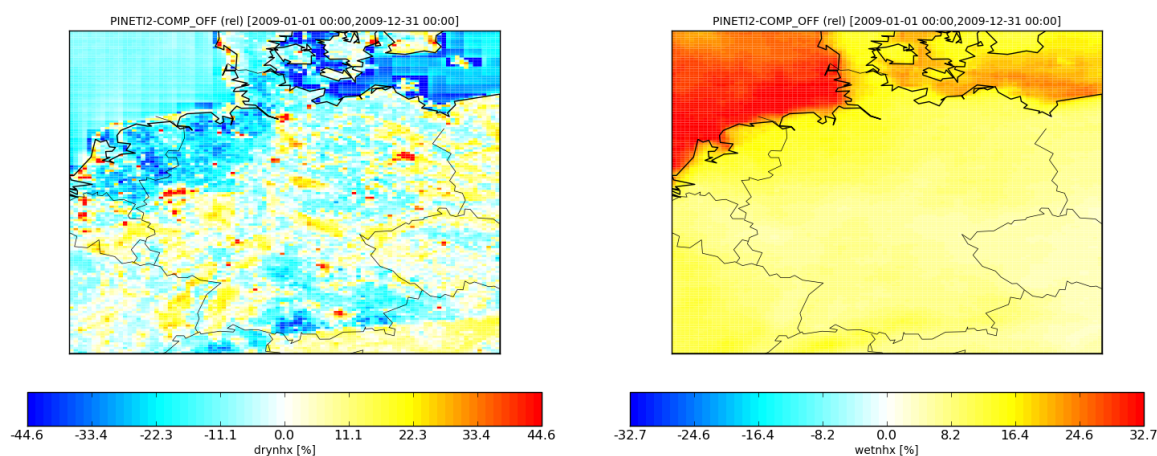 PINETI2-COMP_OFF (rel) [2009-01-01 00:00,2009-12-31 00:00]
-44.6 -33.4 -22.3 -11.1 0.0 11.1 22.3 33.4 44.6
drynhx [%]
PINETI2-COMP_OFF (rel) [2009-01-01 00:00,2009-12-31 00:00]
-32.7 -24.6 -16.4 -8.2 0.0 8.2 16.4 24.6 32.7
wetnhx [%]